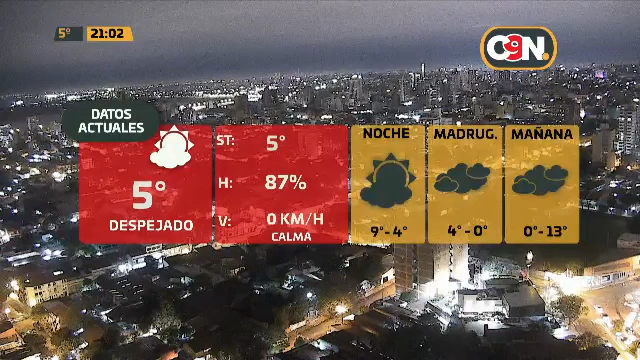 5° 21:02
C9N.
DATOS
ACTUALES
5°
DESPEJADO
ST: 5°
H: 87%
V: 0 KM/H
CALMA
NOCHE
9°- 4°
MADRUG.
4°- 0°
MAÑANA
0°- 13°